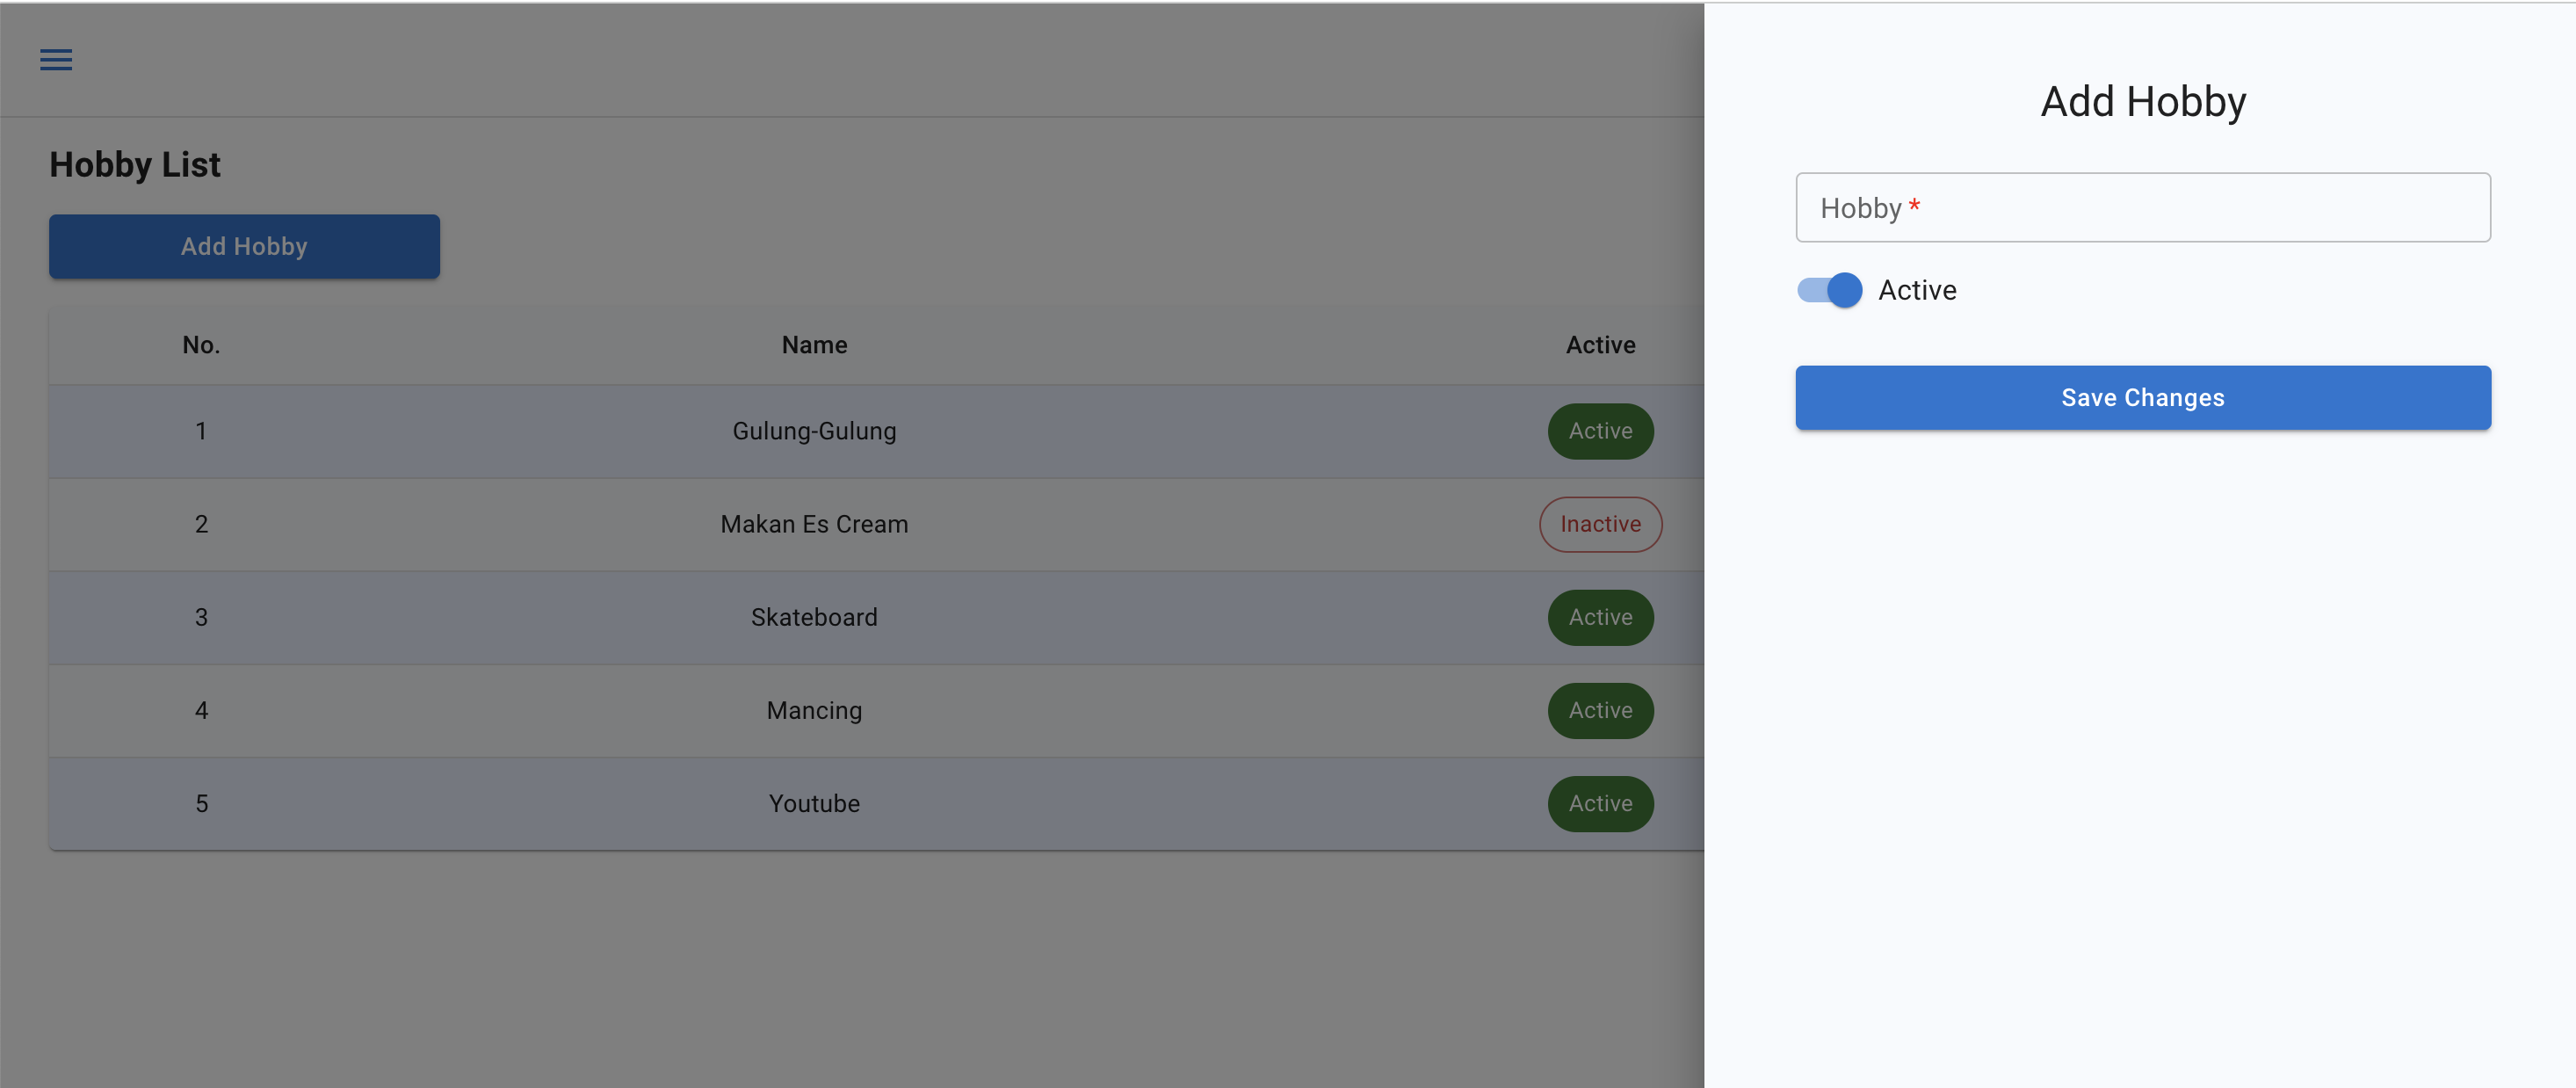 Hobby List
Add Hobby
No. Name Active
1 Gulung-Gulung Active
2 Makan Es Cream Inactive
3 Skateboard Active
4 Mancing Active
5 Youtube Active
Add Hobby
Hobby *
Active
Save Changes